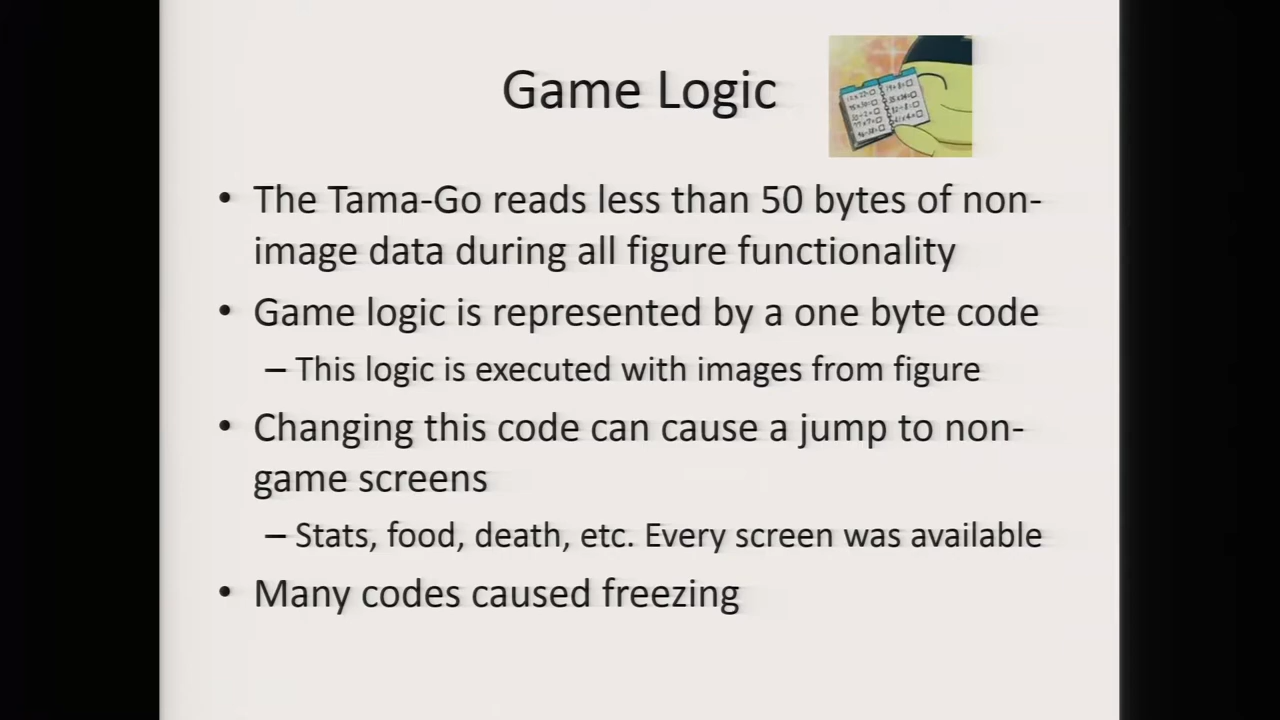 Game Logic
• The Tama-Go reads less than 50 bytes of non-
image data during all figure functionality
• Game logic is represented by a one byte code
– This logic is executed with images from figure
• Changing this code can cause a jump to non-
game screens
– Stats, food, death, etc. Every screen was available
• Many codes caused freezing